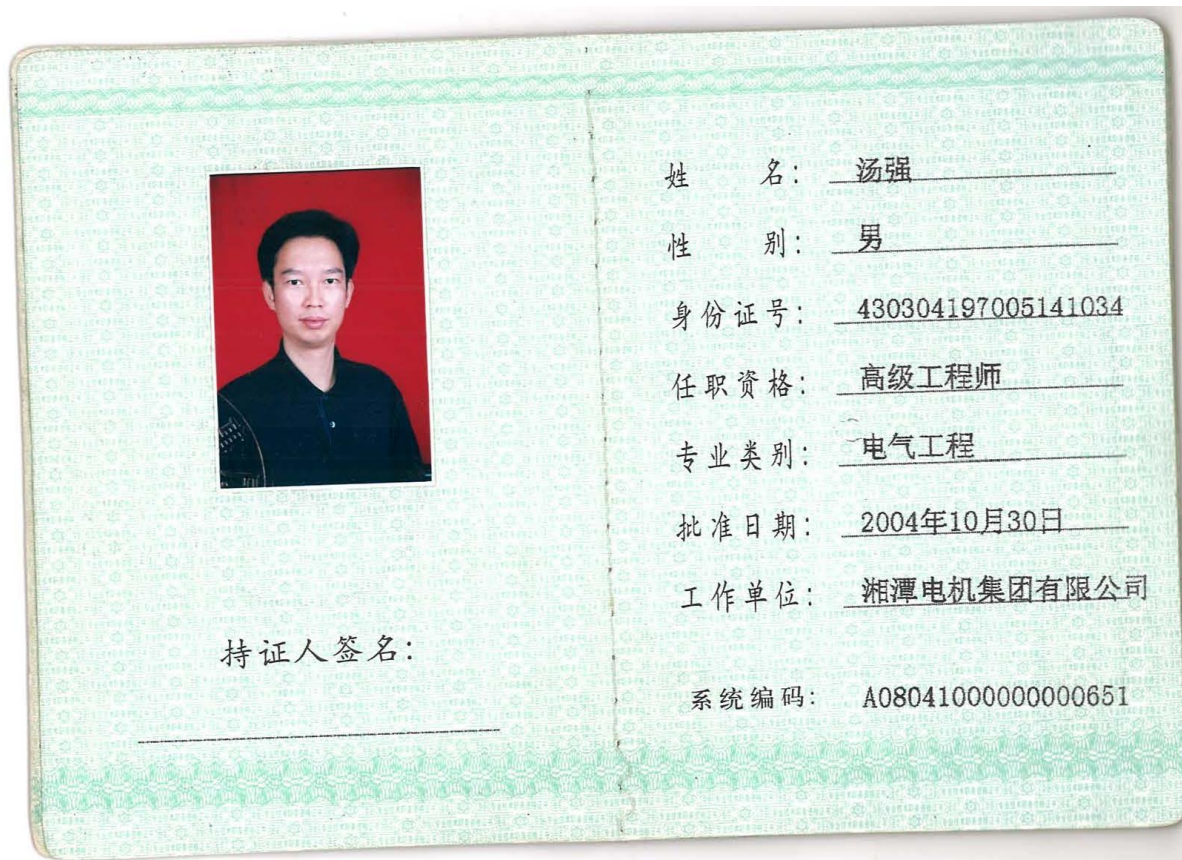 持证人签名:
姓 名: 汤强
性 别: 男
身份证号: 430304197005141034
任职资格: 高级工程师
专业类别: 电气工程
批准日期: 2004年10月30日
工作单位: 湘潭电机集团有限公司
系统编码: A08041000000000651